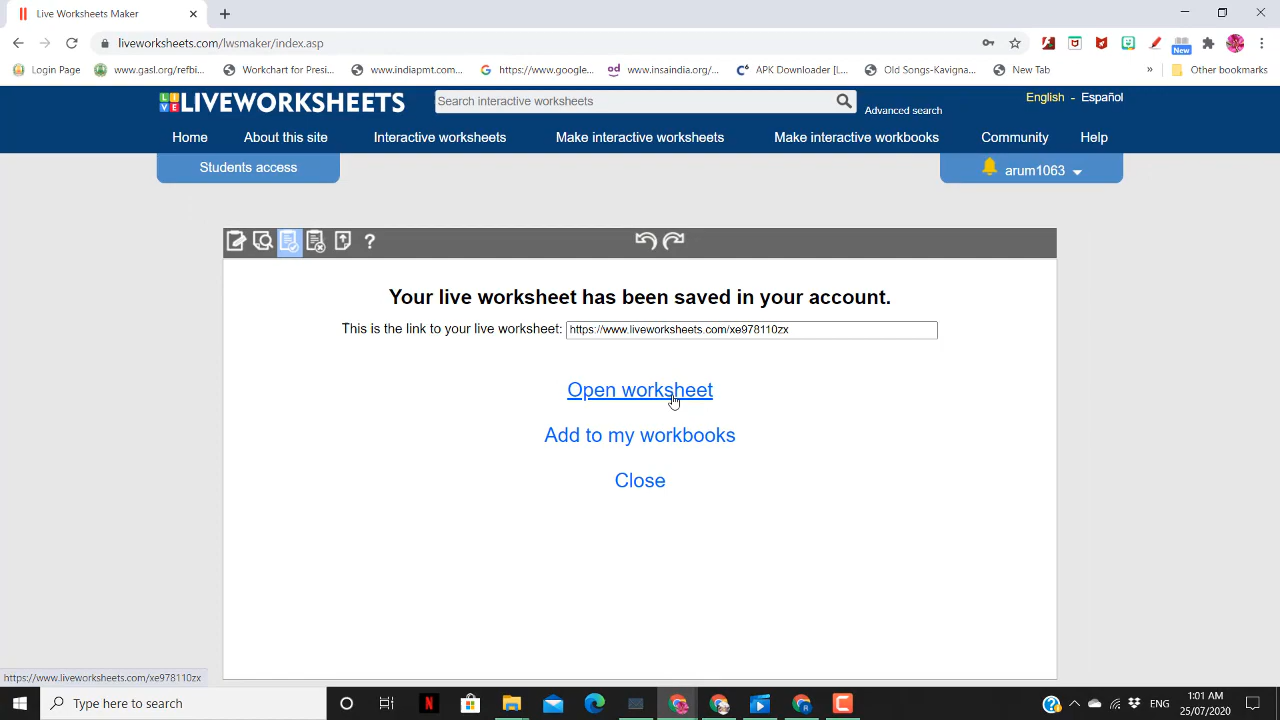 Live Worksheets Maker
liveworksheets.com/lwsmaker/index.asp
New
Login Page
www.gasl.org/refbi...
Workchart for Presi...
www.indiapmt.com...
https://www.google...
www.insaindia.org/...
APK Downloader [L...
Old Songs-Kavigna...
New Tab
»
Other bookmarks
LIVE LIVEWORKSHEETS
Search interactive worksheets
Advanced search
English - Español
Home
About this site
Interactive worksheets
Make interactive worksheets
Make interactive workbooks
Community
Help
Students access
arum1063
?
Your live worksheet has been saved in your account.
This is the link to your live worksheet: https://www.liveworksheets.com/xe978110zx
Open worksheet
Add to my workbooks
Close
https://www.liveworksheets.com/xe978110zx
Type here to search
ENG
1:01 AM
25/07/2020